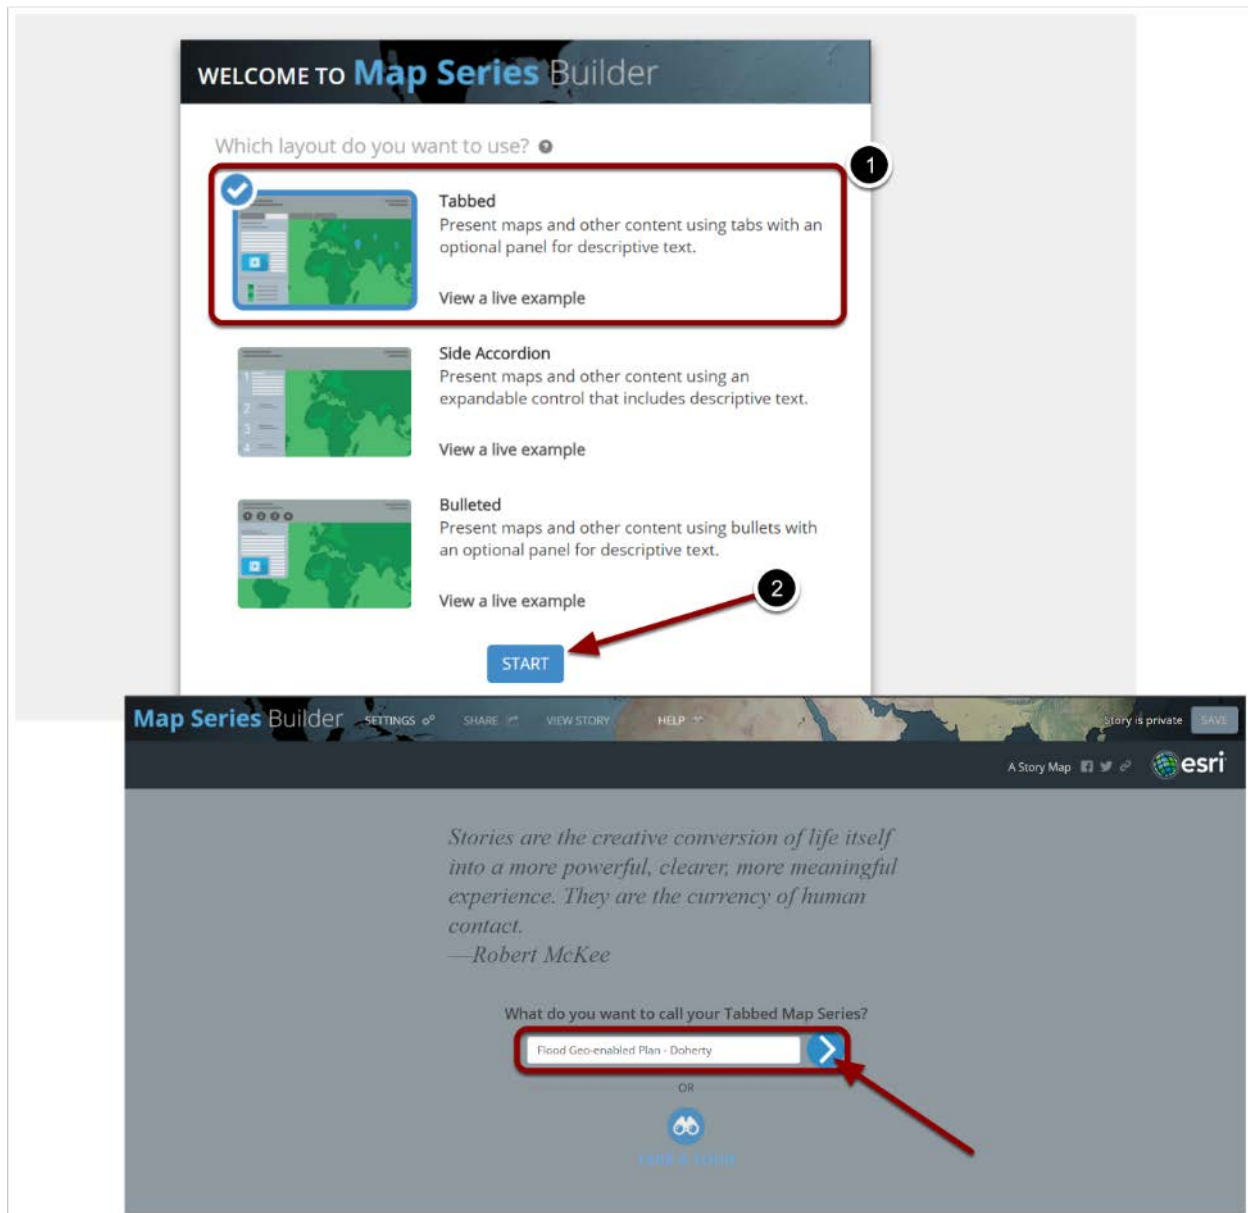 WELCOME TO Map Series Builder
Which layout do you want to use?
1
Tabbed
Present maps and other content using tabs with an
optional panel for descriptive text.
View a live example
Side Accordion
Present maps and other content using an
expandable control that includes descriptive text.
View a live example
Bulleted
Present maps and other content using bullets with
an optional panel for descriptive text.
2
View a live example
START
Map Series Builder SETTINGS SHARE VIEW STORY HELP Story is private SAVE
A Story Map esri
Stories are the creative conversion of life itself
into a more powerful, clearer, more meaningful
experience. They are the currency of human
contact.
—Robert McKee
What do you want to call your Tabbed Map Series?
Flood Geo-enabled Plan - Doherty
OR
TAKE A TOUR